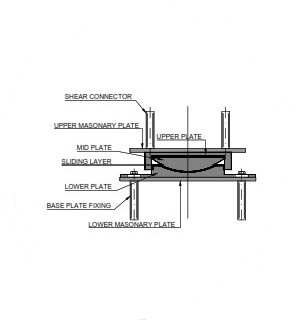 SHEAR CONNECTOR
UPPER MASONARY PLATE
UPPER PLATE
MID PLATE
SLIDING LAYER
LOWER PLATE
BASE PLATE FIXING
LOWER MASONARY PLATE